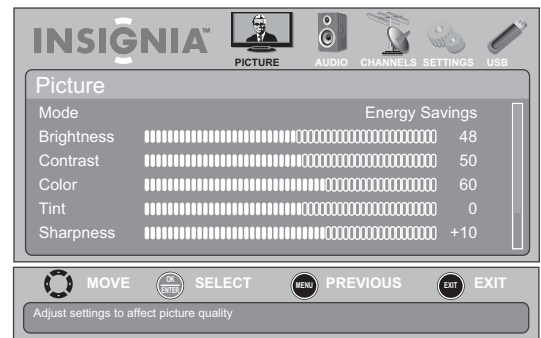 INSIGNIA™
PICTURE AUDIO CHANNELS SETTINGS USB
Picture
Mode Energy Savings
Brightness 48
Contrast 50
Color 60
Tint 0
Sharpness +10
MOVE OK ENTER SELECT MENU PREVIOUS EXIT EXIT
Adjust settings to affect picture quality